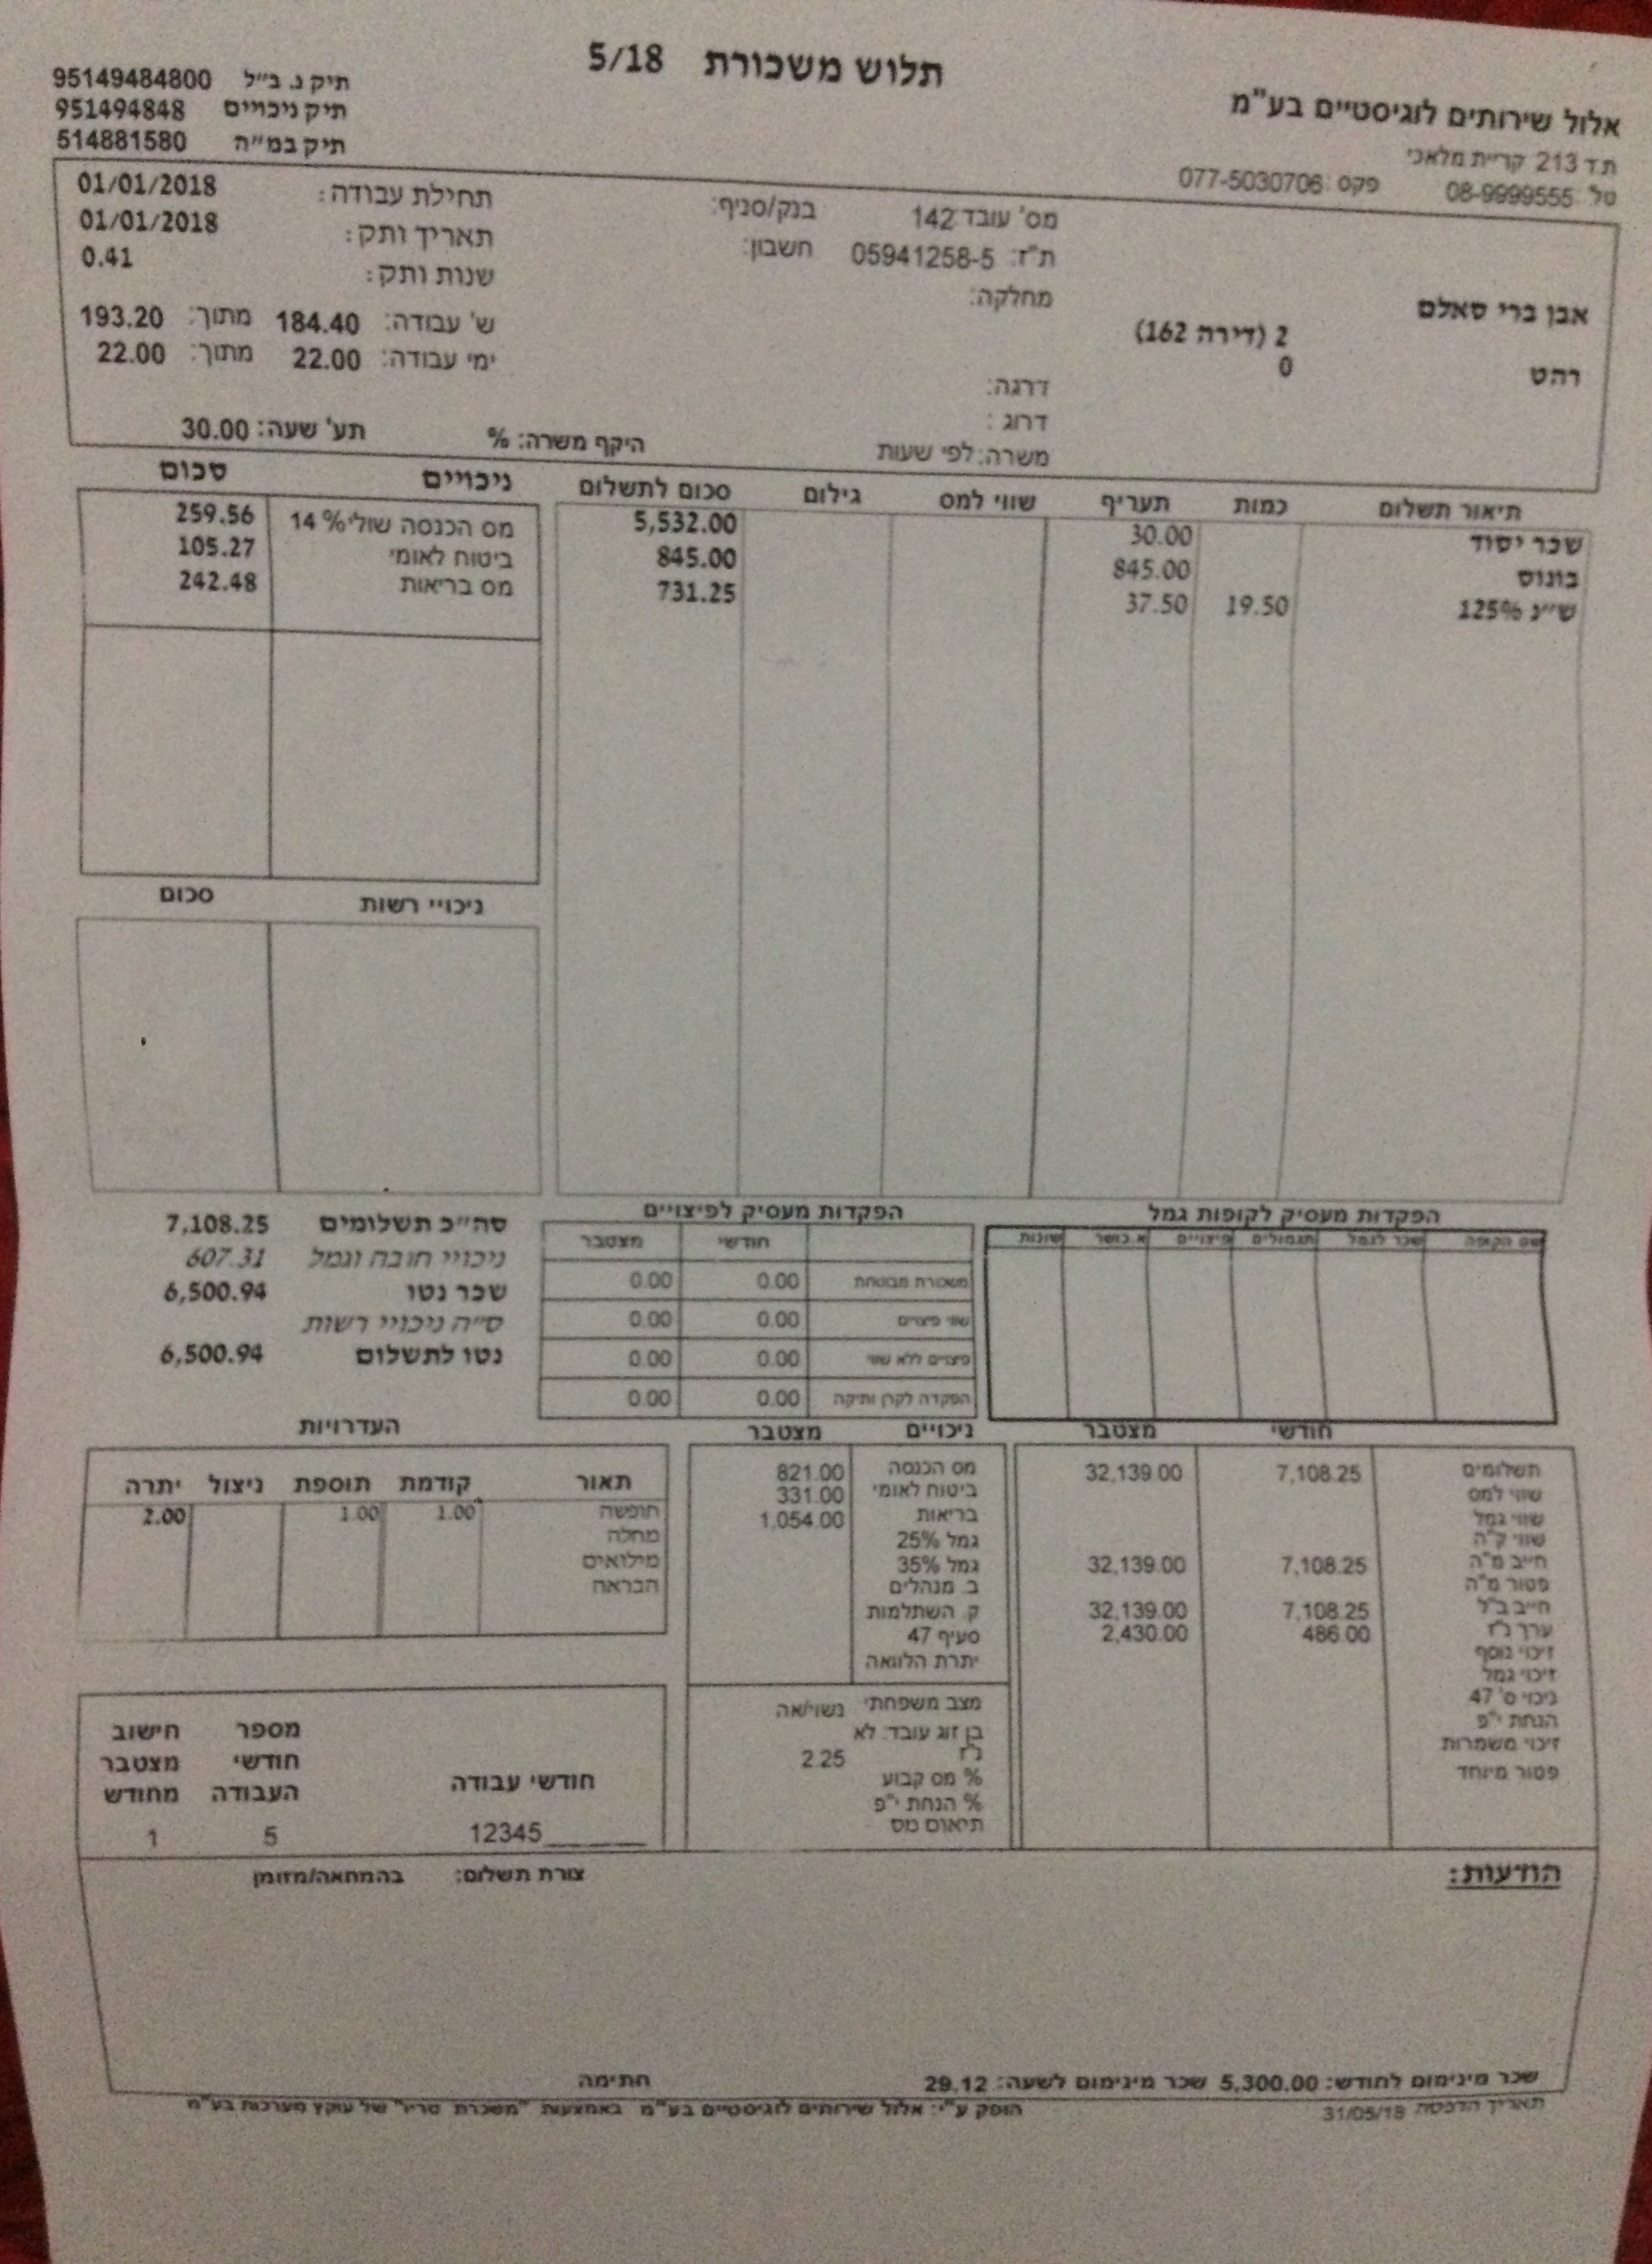 תלוש משכורת 5/18
אלול שירותים לוגיסטיים בע"מ
ת.ד 213 קריית מלאכי
טל 08-9999555 פקס: 077-5030706
תיק נ. ב"ל 95149484800
תיק ניכויים 951494848
תיק במ"ה 514881580
אבן ברי סאלם
2 (דירה 162)
רהט 0
מס' עובד: 142 בנק/סניף:
ת"ז: 05941258-5 חשבון:
מחלקה:
דרגה:
דרוג :
משרה: לפי שעות היקף משרה: %
תחילת עבודה: 01/01/2018
תאריך ותק: 01/01/2018
שנות ותק: 0.41
ש' עבודה: 184.40 מתוך: 193.20
ימי עבודה: 22.00 מתוך: 22.00
תע' שעה: 30.00
תיאור תשלום כמות תעריף שווי למס גילום סכום לתשלום
שכר יסוד 30.00 5,532.00
בונוס 845.00 845.00
ש"נ 125% 19.50 37.50 731.25
ניכויים סכום
מס הכנסה שולי 14% 259.56
ביטוח לאומי 105.27
מס בריאות 242.48
ניכויי רשות סכום
הפקדות מעסיק לקופות גמל
שם הקופה שכר לגמל תגמולים פיצויים א.כושר שונות
הפקדות מעסיק לפיצויים
חודשי מצטבר
משכורת מבוטחת 0.00 0.00
שווי פיצויים 0.00 0.00
פיצויים ללא שווי 0.00 0.00
הפקדה לקרן ותיקה 0.00 0.00
סה"כ תשלומים 7,108.25
ניכויי חובה וגמל 607.31
שכר נטו 6,500.94
ס"ה ניכויי רשות
נטו לתשלום 6,500.94
חודשי מצטבר
תשלומים 7,108.25 32,139.00
שווי למס
שווי גמל
שווי ק"ה
חייב מ"ה 7,108.25 32,139.00
פטור מ"ה
חייב ב"ל 7,108.25 32,139.00
ערך נ"ז 486.00 2,430.00
זיכוי נוסף
זיכוי גמל
ניכוי ס' 47
הנחת י"פ
זיכוי משמרות
פטור מיוחד
ניכויים מצטבר
מס הכנסה 821.00
ביטוח לאומי 331.00
בריאות 1,054.00
גמל 25%
גמל 35%
ב. מנהלים
ק. השתלמות
סעיף 47
יתרת הלוואה
מצב משפחתי נשוי/אה
בן זוג עובד: לא
נ"ז 2.25
% מס קבוע
% הנחת י"פ
תיאום מס
העדרויות
תאור קודמת תוספת ניצול יתרה
חופשה 1.00 1.00 2.00
מחלה
מילואים
הבראה
חודשי עבודה מספר חודשי העבודה חישוב מצטבר מחודש
12345_______ 5 1
הודעות:
צורת תשלום: בהמחאה/מזומן
שכר מינימום לחודש: 5,300.00 שכר מינימום לשעה: 29.12 חתימה
תאריך הדפסה 31/05/18 הופק ע"י: אלול שירותים לוגיסטיים בע"מ באמצעות "משכרת סריג" של עוקץ מערכות בע"מ